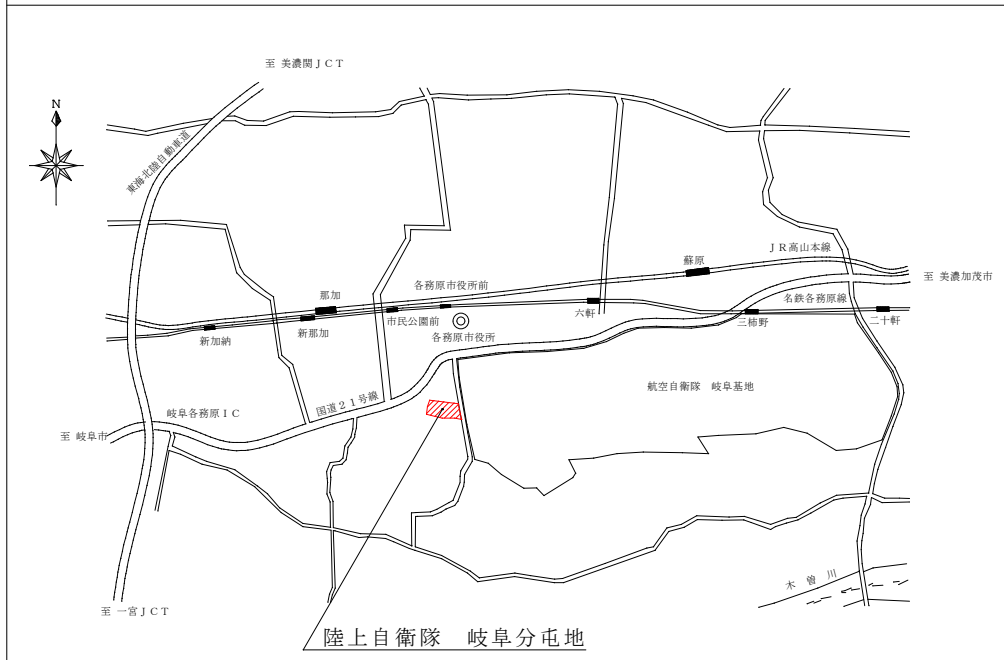 至 美濃関JCT
N
東海北陸自動車道
JR高山本線
蘇原
至 美濃加茂市
各務原市役所前
那加
名鉄各務原線
六軒
市民公園前
新那加
三柿野
二十軒
新加納
各務原市役所
航空自衛隊 岐阜基地
国道21号線
岐阜各務原IC
至 岐阜市
木曽川
至 一宮JCT
陸上自衛隊 岐阜分屯地